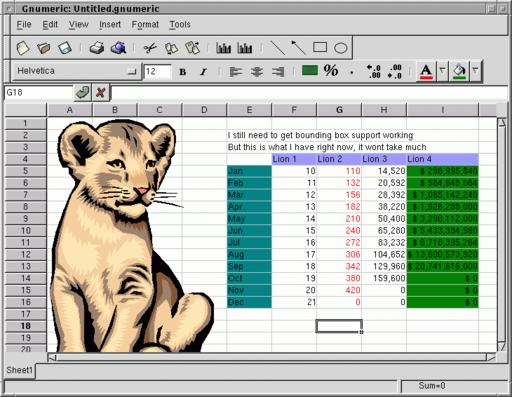 Gnumeric: Untitled.gnumeric
File Edit View Insert Format Tools
Helvetica 12 B I % . +.0 .00 .00 +.0 A
G18
A B C D E F G H I
1
2 I still need to get bounding box support working
3 But this is what I have right now, it wont take much
4 Lion 1 Lion 2 Lion 3 Lion 4
5 Jan 10 110 14,520 $ 298,995,840
6 Feb 11 132 20,592 $ 584,648,064
7 Mar 12 156 28,392 $ 1,085,142,240
8 Apr 13 182 38,220 $ 1,928,288,000
9 May 14 210 50,400 $ 3,290,112,000
10 Jun 15 240 65,280 $ 5,433,384,960
11 Jul 16 272 83,232 $ 8,710,395,264
12 Aug 17 306 104,652 $ 13,600,573,920
13 Sep 18 342 129,960 $ 20,741,616,000
14 Oct 19 380 159,600 $ 0
15 Nov 20 420 0 $ 0
16 Dec 21 0 0 $ 0
17
18
19
20
Sheet1
Sum=0